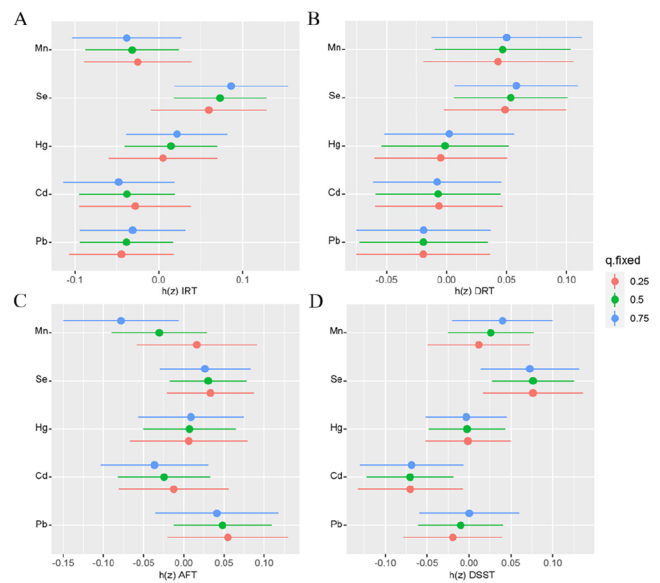 A
B
Mn
Se
Hg
Cd
Pb
-0.1 0.0 0.1
h(z) IRT
Mn
Se
Hg
Cd
Pb
-0.05 0.00 0.05 0.10
h(z) DRT
q.fixed
0.25
0.5
0.75
C
D
Mn
Se
Hg
Cd
Pb
-0.15 -0.10 -0.05 0.00 0.05 0.10
h(z) AFT
Mn
Se
Hg
Cd
Pb
-0.10 -0.05 0.00 0.05 0.10
h(z) DSST